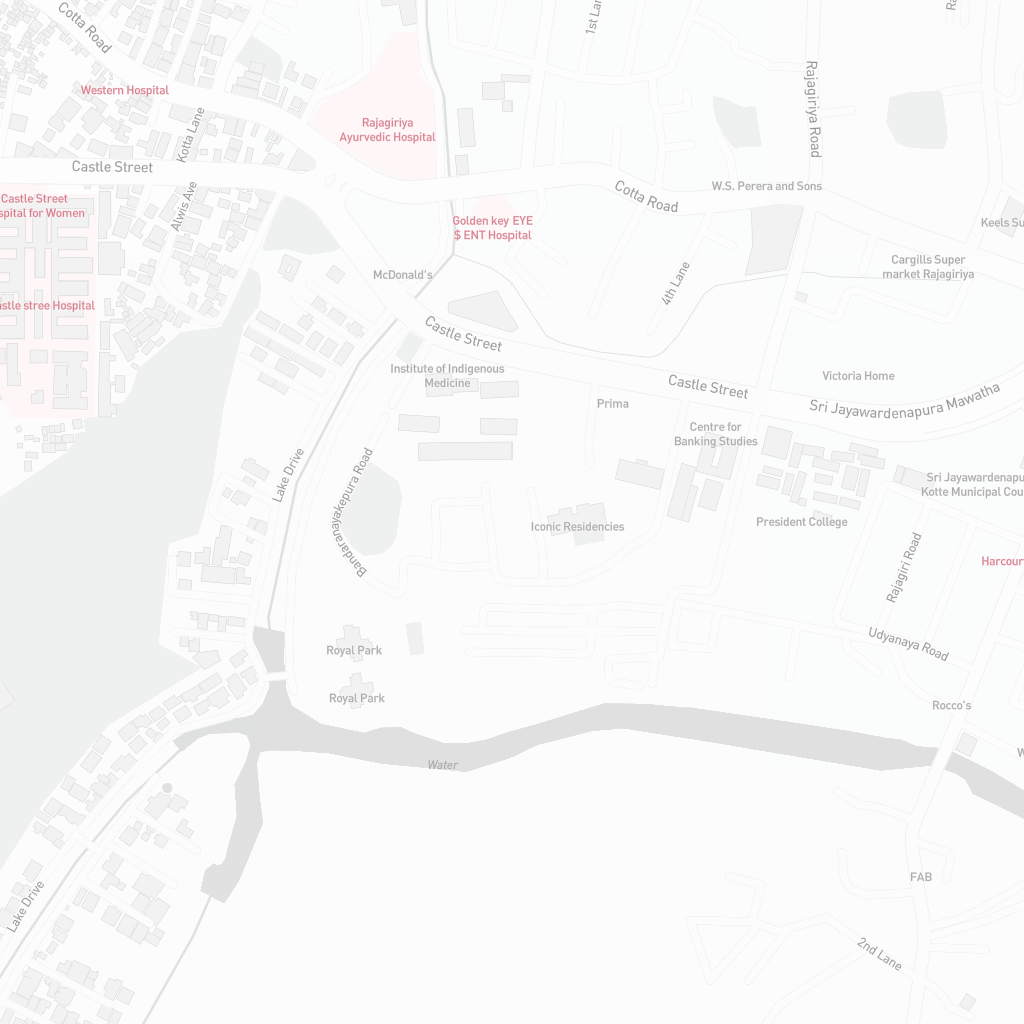 Cotta Road
1st Lan
Rajagiriya Road
Western Hospital
Kotta Lane
Rajagiriya
Ayurvedic Hospital
Castle Street
Alwis Ave
Castle Street
spital for Women
Cotta Road
W.S. Perera and Sons
Golden key EYE
$ ENT Hospital
Keels Su
Cargills Super
market Rajagiriya
McDonald's
4th Lane
astle stree Hospital
Castle Street
Institute of Indigenous
Medicine
Victoria Home
Castle Street
Sri Jayawardenapura Mawatha
Prima
Centre for
Banking Studies
Lake Drive
Bandaranayakepura Road
Sri Jayawardenapu
Kotte Municipal Cou
President College
Iconic Residencies
Rajagiri Road
Harcour
Udyanaya Road
Royal Park
Royal Park
Rocco's
W
Water
FAB
Lake Drive
2nd Lane